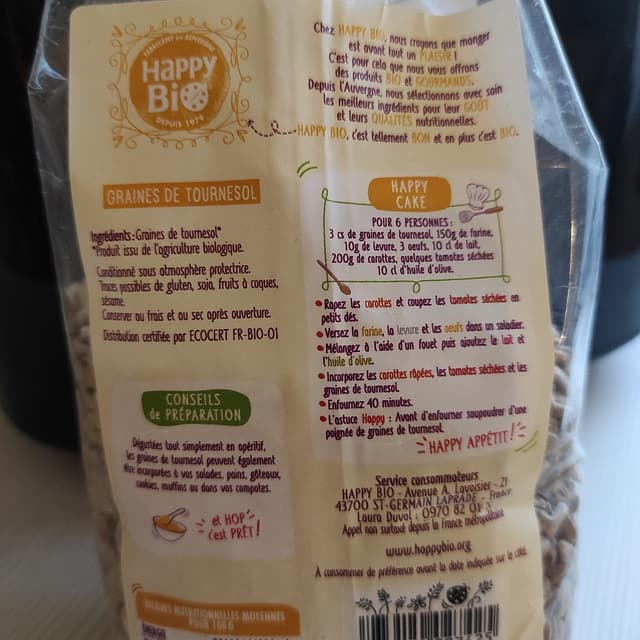 FABRICANT EN AUVERGNE
HAPPY
BiO
DEPUIS 1974
Chez HAPPY BIO, nous croyons que manger
est avant tout un PLAISIR !
C'est pour cela que nous vous offrons
des produits BIO et GOURMANDS.
Depuis l'Auvergne, nous sélectionnons avec soin
les meilleurs ingrédients pour leur GOÛT
et leurs QUALITÉS nutritionnelles.
HAPPY BIO, c'est tellement BON et en plus c'est BIO.
GRAINES DE TOURNESOL
Ingrédients : Graines de tournesol*
*Produit issu de l'agriculture biologique.
Conditionné sous atmosphère protectrice.
Traces possibles de gluten, soja, fruits à coques,
sésame.
Conserver au frais et au sec après ouverture.
Distribution certifiée par ECOCERT FR-BIO-01
CONSEILS
de PRÉPARATION
Dégustées tout simplement en apéritif,
les graines de tournesol peuvent également
être incorporées à vos salades, pains, gâteaux,
cookies, muffins ou dans vos compotes.
et HOP
c'est PRÊT !
HAPPY
CAKE
POUR 6 PERSONNES :
3 cs de graines de tournesol, 150g de farine,
10g de levure, 3 oeufs, 10 cl de lait,
200g de carottes, quelques tomates séchées
10 cl d'huile d'olive.
• Rapez les carottes et coupez les tomates séchées en
petits dés.
• Versez la farine, la levure et les oeufs dans un saladier.
• Mélangez à l'aide d'un fouet puis ajoutez le lait et
l'huile d'olive.
• Incorporez les carottes râpées, les tomates séchées et les
graines de tournesol.
• Enfournez 40 minutes.
• L'astuce Happy : Avant d'enfourner saupoudrer d'une
poignée de graines de tournesol.
HAPPY APPÉTIT !
Service consommateurs
HAPPY BIO - Avenue A. Lavoisier - ZI
43700 ST-GERMAIN LAPRADE - France
Laura Duval : 0970 82 01
Appel non surtaxé depuis la France métropolitaine
www.happybio.org
À consommer de préférence avant la date indiquée sur le côté.
VALEURS NUTRITIONNELLES MOYENNES
POUR 100G